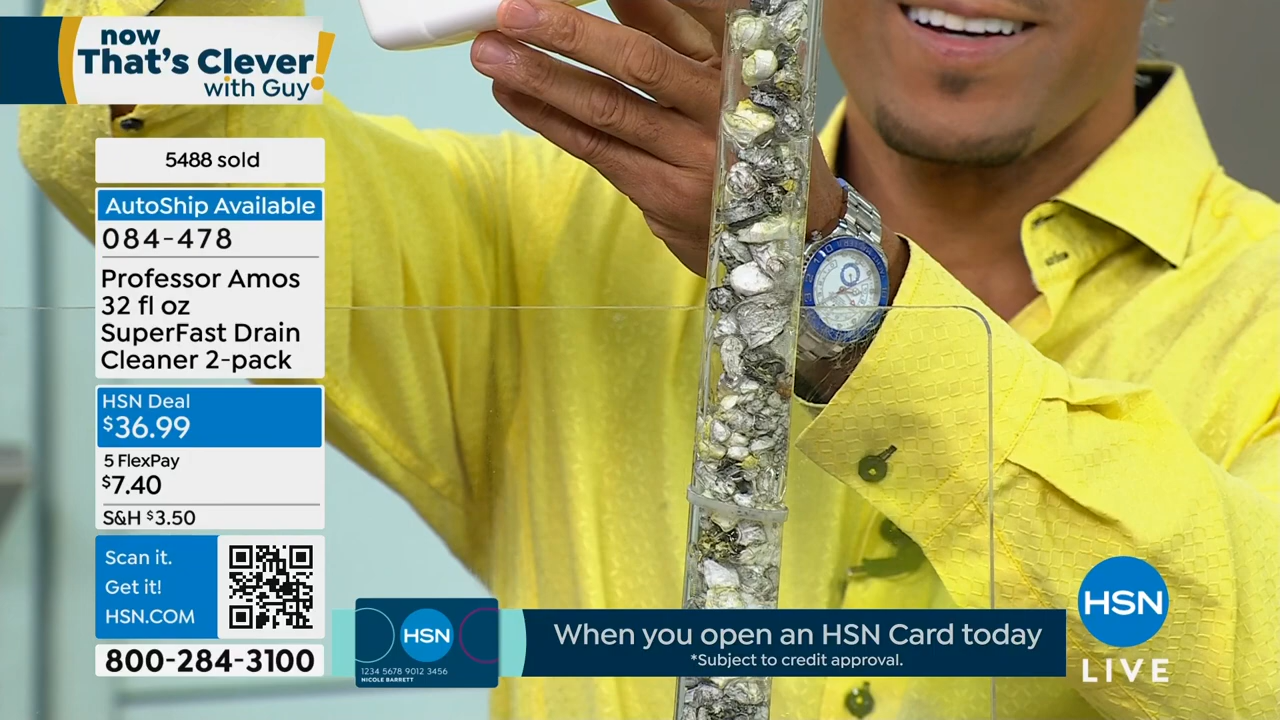 now
That's Clever!
with Guy
5488 sold
AutoShip Available
084-478
Professor Amos
32 fl oz
SuperFast Drain
Cleaner 2-pack
HSN Deal
$36.99
5 FlexPay
$7.40
S&H $3.50
Scan it.
Get it!
HSN.COM
800-284-3100
HSN
1234 5678 9012 3456
NICOLE BARRETT
When you open an HSN Card today
*Subject to credit approval.
HSN
LIVE